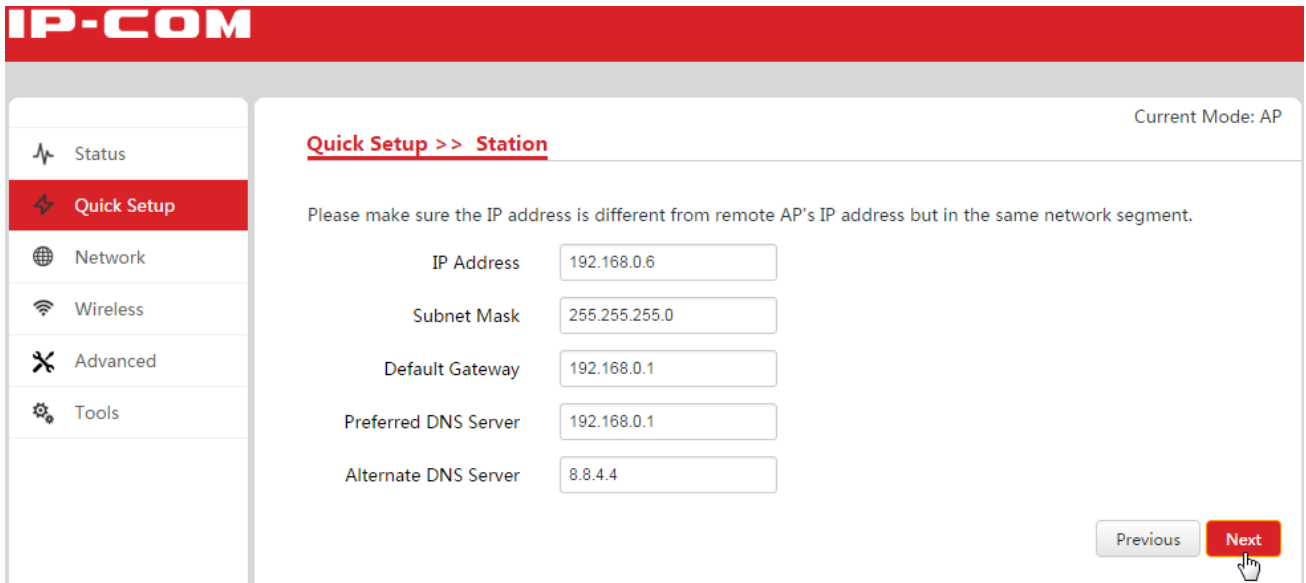 IP-COM
Current Mode: AP
Status
Quick Setup
Network
Wireless
Advanced
Tools
Quick Setup >> Station
Please make sure the IP address is different from remote AP's IP address but in the same network segment.
IP Address 192.168.0.6
Subnet Mask 255.255.255.0
Default Gateway 192.168.0.1
Preferred DNS Server 192.168.0.1
Alternate DNS Server 8.8.4.4
Previous Next